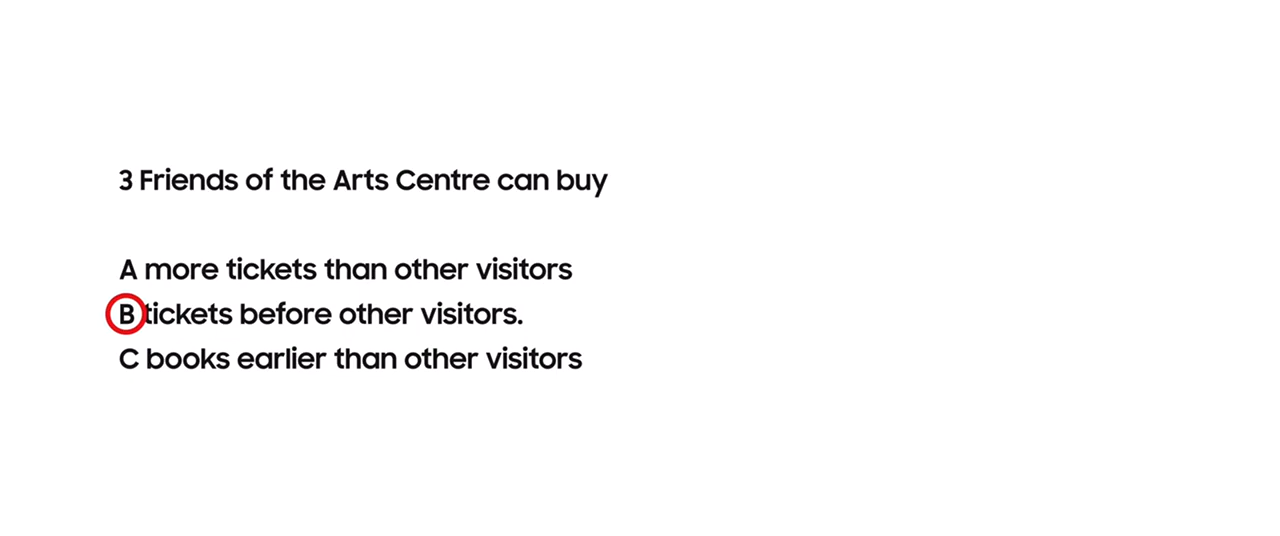 3 Friends of the Arts Centre can buy
A more tickets than other visitors
B tickets before other visitors.
C books earlier than other visitors